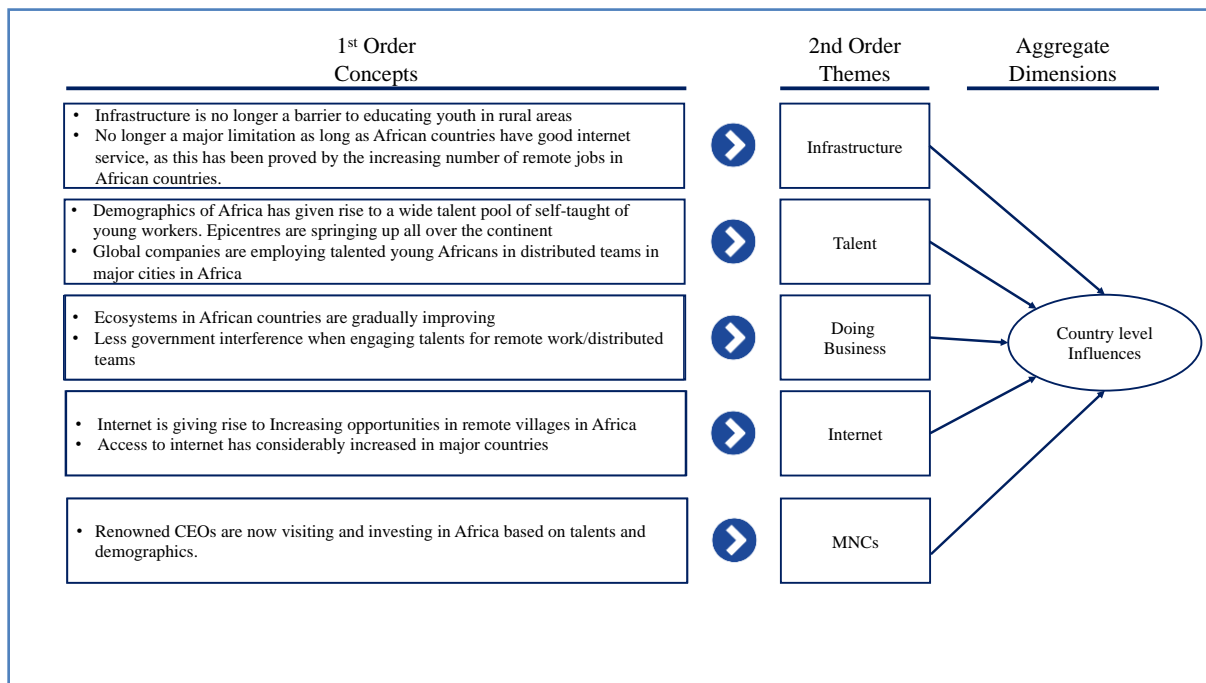 1st Order
Concepts
2nd Order
Themes
Aggregate
Dimensions
• Infrastructure is no longer a barrier to educating youth in rural areas
• No longer a major limitation as long as African countries have good internet
service, as this has been proved by the increasing number of remote jobs in
African countries.
Infrastructure
• Demographics of Africa has given rise to a wide talent pool of self-taught of
young workers. Epicentres are springing up all over the continent
• Global companies are employing talented young Africans in distributed teams in
major cities in Africa
Talent
• Ecosystems in African countries are gradually improving
• Less government interference when engaging talents for remote work/distributed
teams
Doing
Business
Country level
Influences
• Internet is giving rise to Increasing opportunities in remote villages in Africa
• Access to internet has considerably increased in major countries
Internet
• Renowned CEOs are now visiting and investing in Africa based on talents and
demographics.
MNCs